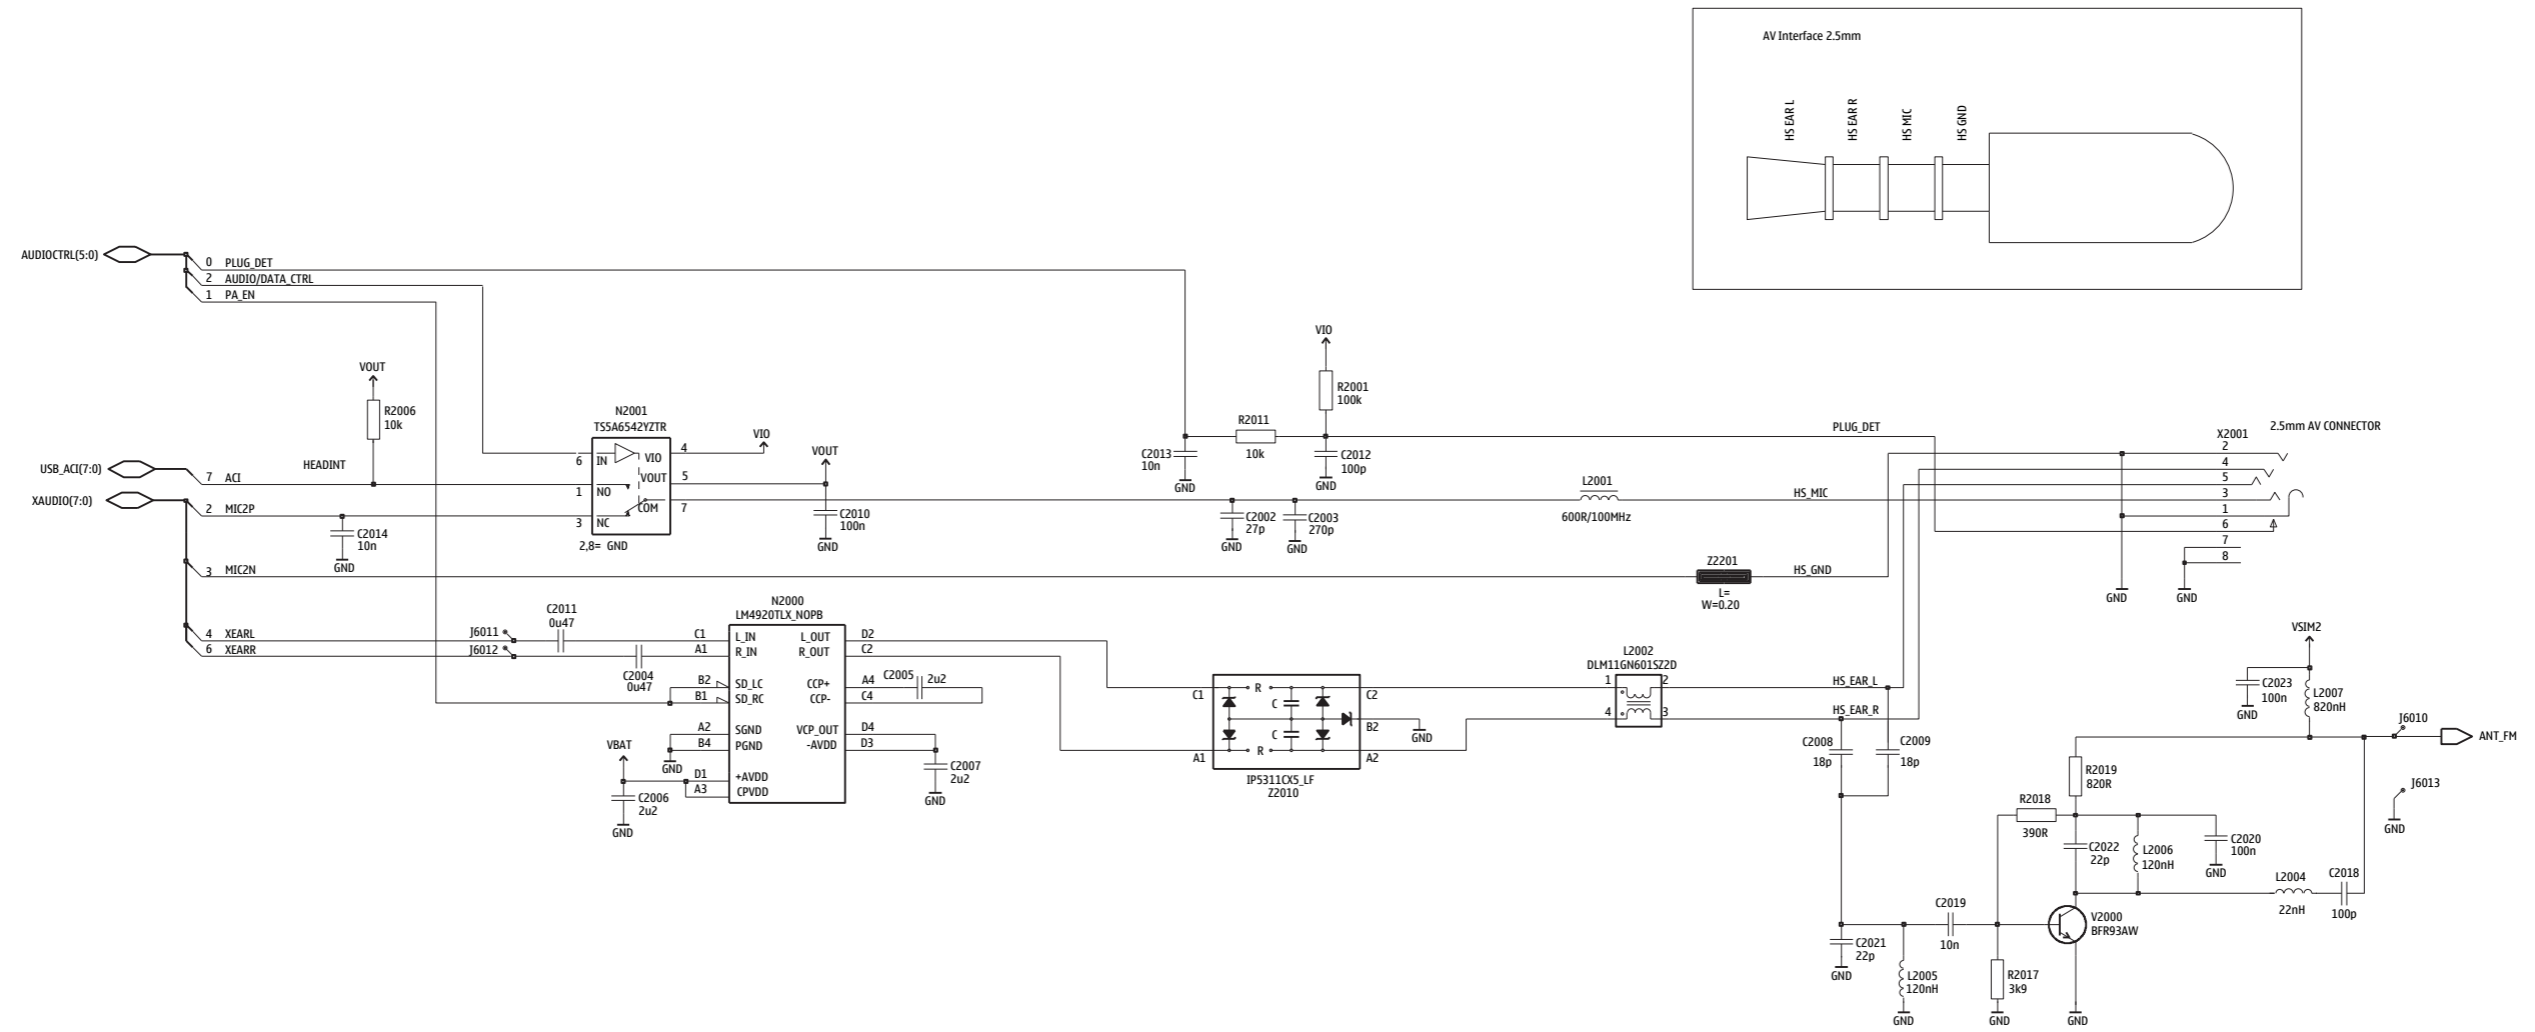 AV Interface 2.5mm
HS EAR L
HS EAR R
HS MIC
HS GND
AUDIOCTRL(5:0)
0 PLUG_DET
2 AUDIO/DATA_CTRL
1 PA_EN
VOUT
R2006
10k
N2001
TS5A6542YZTR
4
VIO
VOUT
6 IN
VIO
VOUT
5
USB_ACI(7:0)
HEADINT
7 ACI
1 NO
COM
7
XAUDIO(7:0)
2 MIC2P
3 NC
C2014
10n
GND
2,8= GND
C2010
100n
GND
VIO
R2001
100k
R2011
10k
C2013
10n
GND
C2012
100p
GND
PLUG_DET
C2002
27p
GND
C2003
270p
GND
L2001
600R/100MHz
HS_MIC
2.5mm AV CONNECTOR
X2001
2
4
5
3
1
6
7
8
GND
GND
3 MIC2N
Z2201
L=
W=0.20
HS_GND
4 XEARL
6 XEARR
J6011
J6012
C2011
0u47
C2004
0u47
N2000
LM4920TLX_NOPB
C1 L_IN L_OUT D2
A1 R_IN R_OUT C2
B2 SD_LC CCP+ A4
B1 SD_RC CCP- C4
A2 SGND VCP_OUT D4
B4 PGND -AVDD D3
D1 +AVDD
A3 CPVDD
C2005 2u2
GND
VBAT
C2006
2u2
GND
C2007
2u2
GND
C1 R C2
C
B2
C
A1 R A2
GND
IP5311CX5_LF
Z2010
L2002
DLM11GN601SZ2D
1 2
4 3
HS_EAR_L
HS_EAR_R
C2008
18p
C2009
18p
VSIM2
C2023
100n
GND
L2007
820nH
J6010
ANT_FM
J6013
GND
R2019
820R
R2018
390R
C2022
22p
L2006
120nH
C2020
100n
GND
L2004
22nH
C2018
100p
C2019
10n
V2000
BFR93AW
C2021
22p
GND
L2005
120nH
GND
R2017
3k9
GND
GND